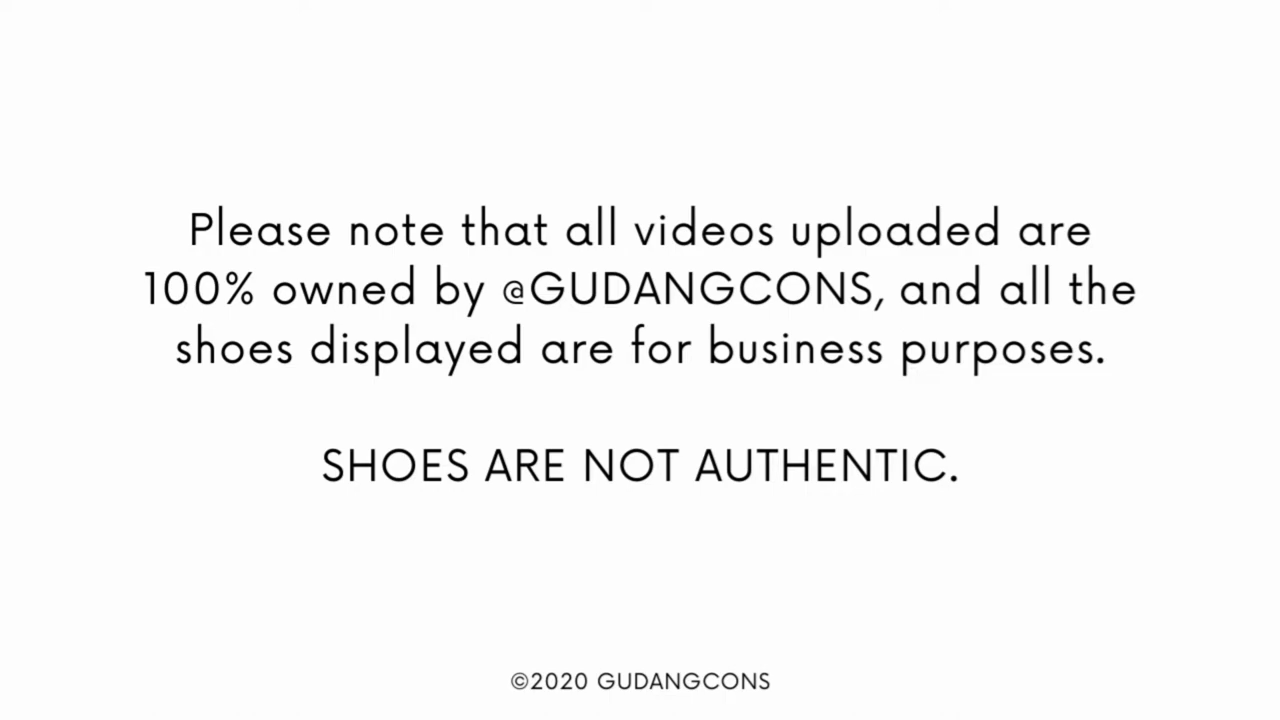 Please note that all videos uploaded are
100% owned by @GUDANGCONS, and all the
shoes displayed are for business purposes.
SHOES ARE NOT AUTHENTIC.
©2020 GUDANGCONS